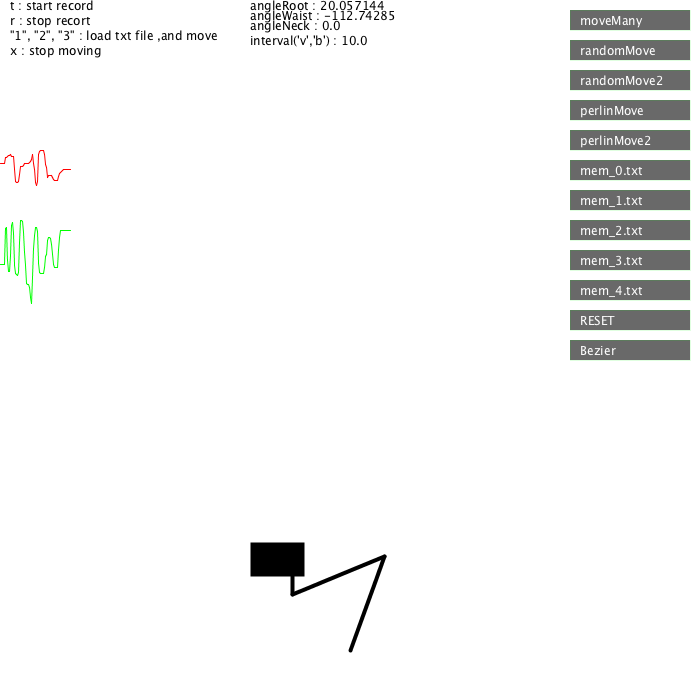 t : start record
r : stop recort
"1", "2", "3" : load txt file ,and move
x : stop moving
angleRoot : 20.057144
angleWaist : -112.74285
angleNeck : 0.0
interval('v','b') : 10.0
moveMany
randomMove
randomMove2
perlinMove
perlinMove2
mem_0.txt
mem_1.txt
mem_2.txt
mem_3.txt
mem_4.txt
RESET
Bezier